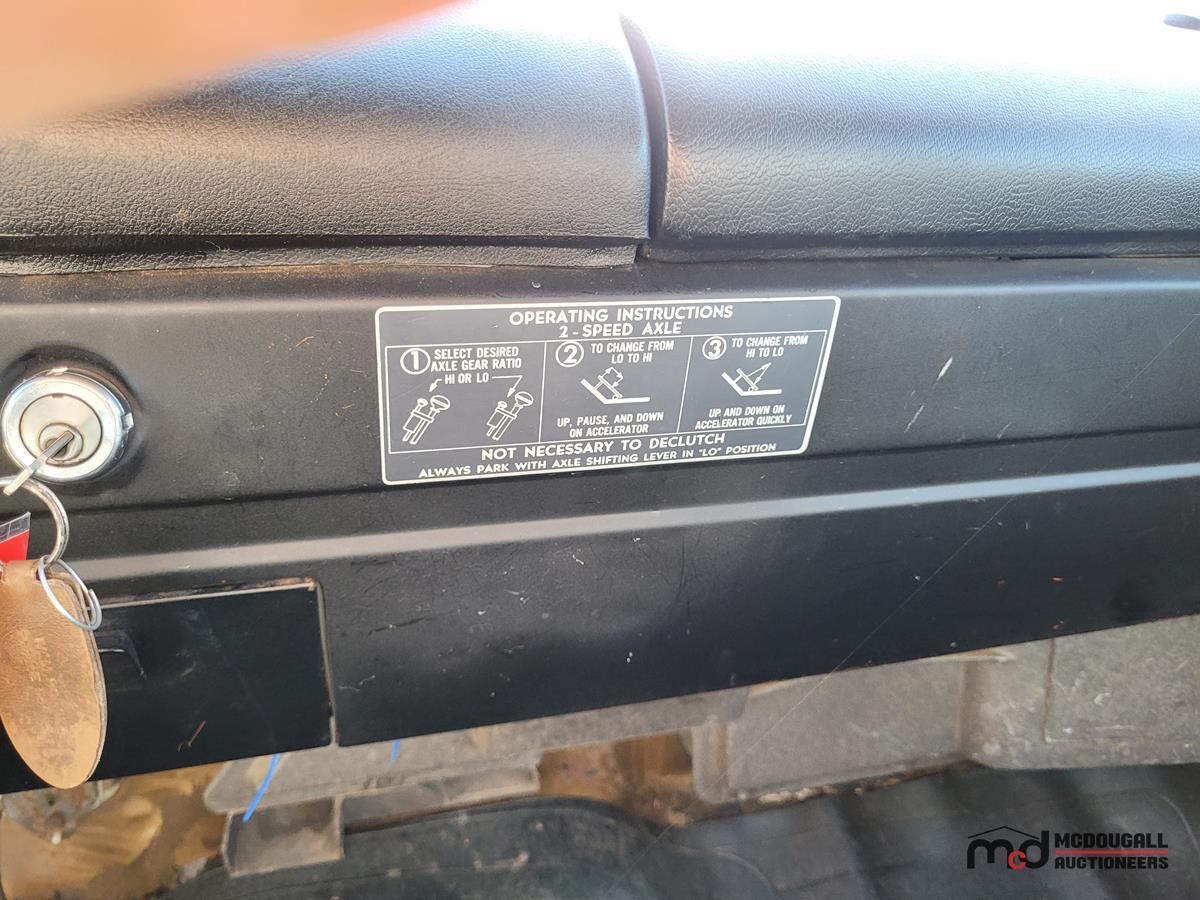 OPERATING INSTRUCTIONS
2-SPEED AXLE
1 SELECT DESIRED
AXLE GEAR RATIO
HI OR LO
2 TO CHANGE FROM
LO TO HI
UP, PAUSE, AND DOWN
ON ACCELERATOR
3 TO CHANGE FROM
HI TO LO
UP AND DOWN ON
ACCELERATOR QUICKLY
NOT NECESSARY TO DECLUTCH
ALWAYS PARK WITH AXLE SHIFTING LEVER IN "LO" POSITION
mcd MCDOUGALL
AUCTIONEERS